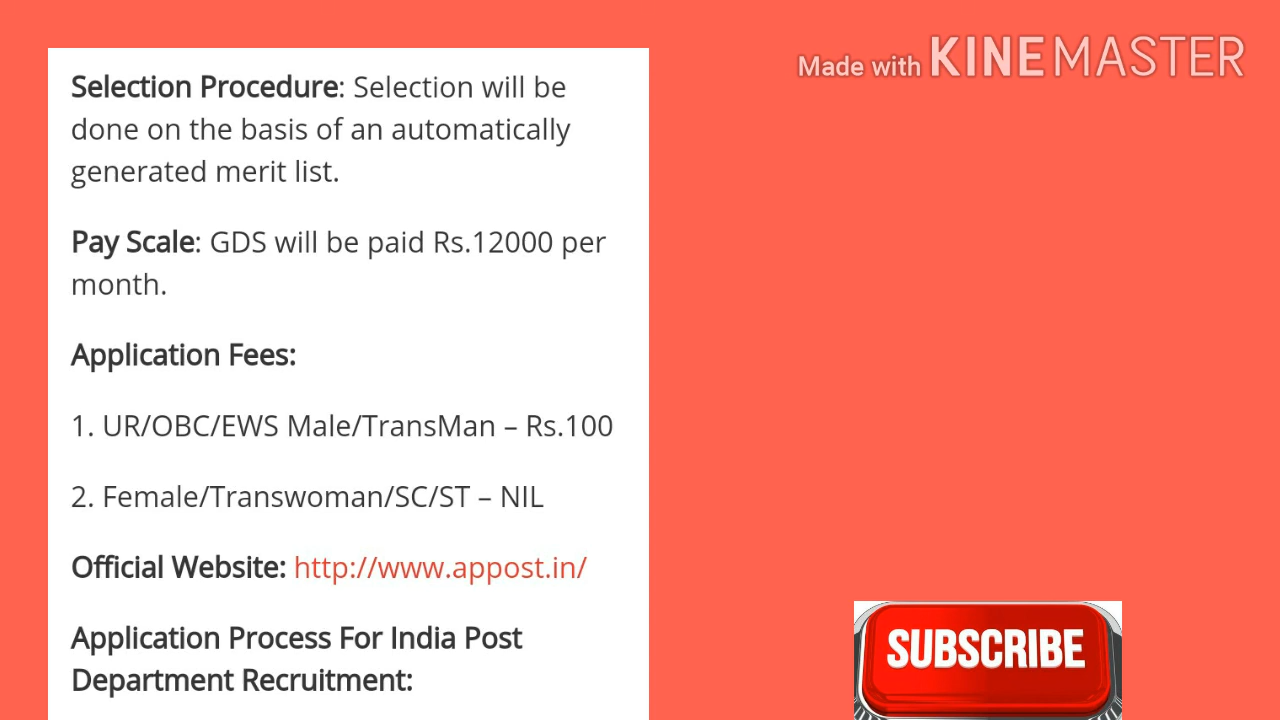 Made with KINEMASTER
Selection Procedure: Selection will be
done on the basis of an automatically
generated merit list.
Pay Scale: GDS will be paid Rs.12000 per
month.
Application Fees:
1. UR/OBC/EWS Male/TransMan – Rs.100
2. Female/Transwoman/SC/ST – NIL
Official Website: http://www.appost.in/
Application Process For India Post
Department Recruitment:
SUBSCRIBE